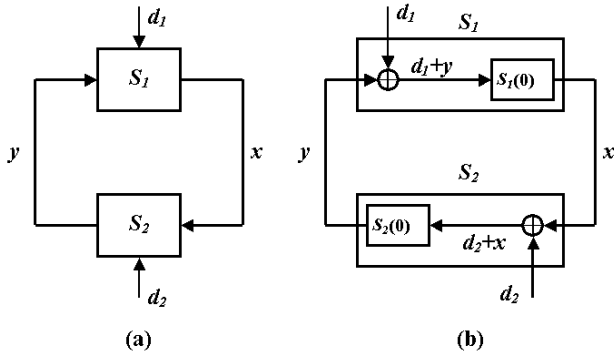 d1
S1
y
x
S2
d2
(a)
d1
S1
d1+y
S1(0)
y
x
S2
S2(0)
d2+x
d2
(b)